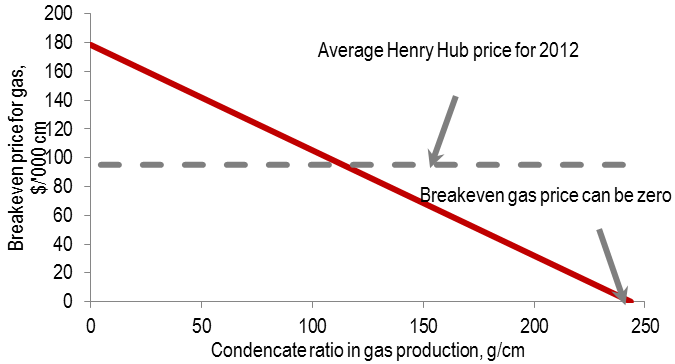 200
180
160
140
120
100
80
60
40
20
0
Breakeven price for gas,
$/'000 cm
Average Henry Hub price for 2012
Breakeven gas price can be zero
0 50 100 150 200 250
Condencate ratio in gas production, g/cm